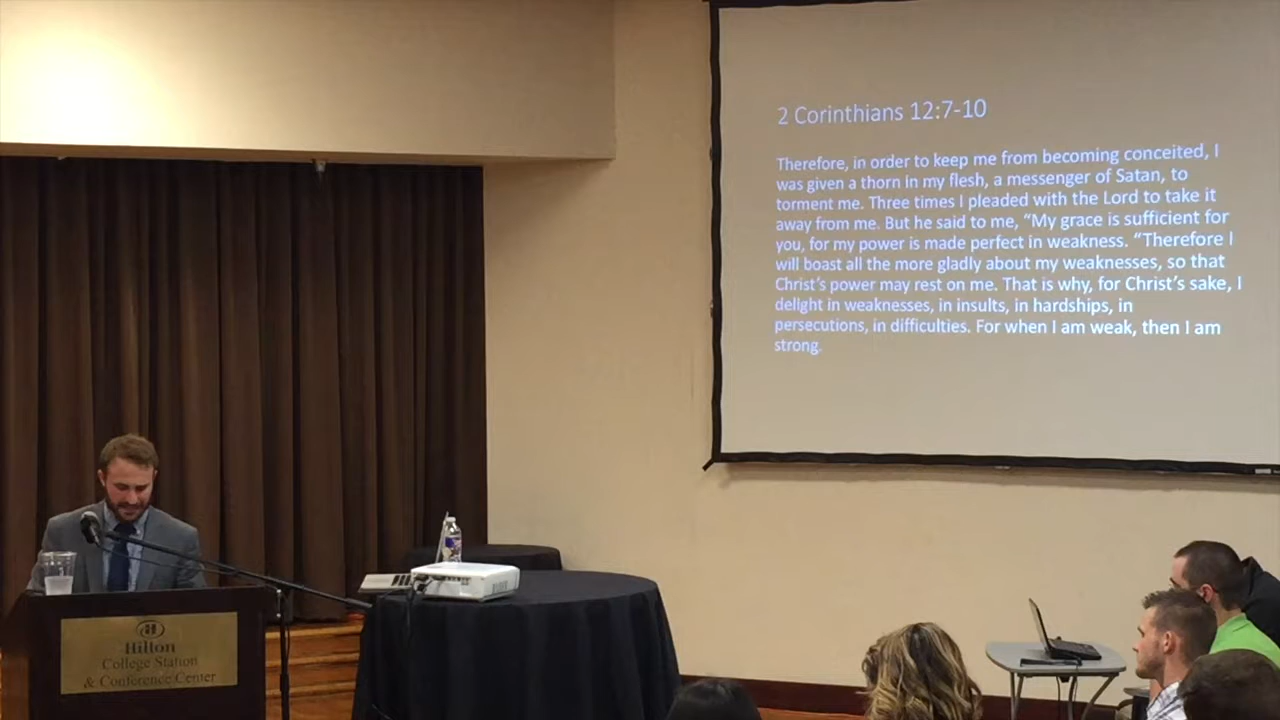 2 Corinthians 12:7-10
Therefore, in order to keep me from becoming conceited, I
was given a thorn in my flesh, a messenger of Satan, to
torment me. Three times I pleaded with the Lord to take it
away from me. But he said to me, “My grace is sufficient for
you, for my power is made perfect in weakness. “Therefore I
will boast all the more gladly about my weaknesses, so that
Christ’s power may rest on me. That is why, for Christ’s sake, I
delight in weaknesses, in insults, in hardships, in
persecutions, in difficulties. For when I am weak, then I am
strong.
H
Hilton
College Station
& Conference Center